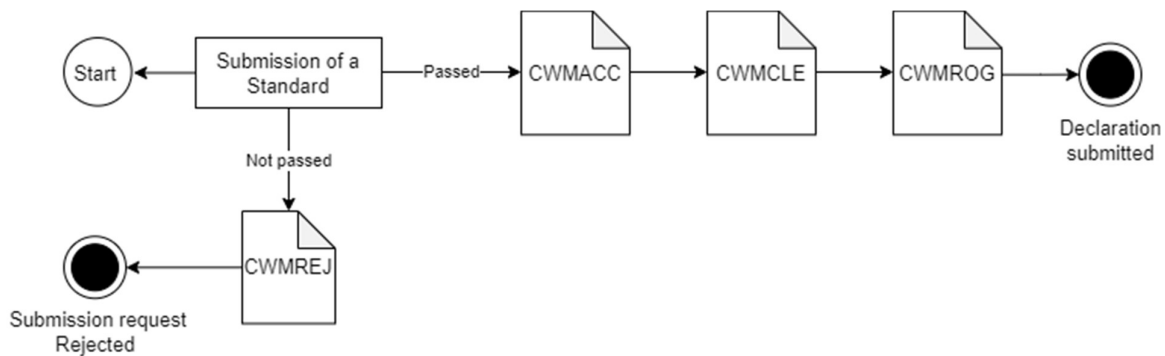 Start
Submission of a
Standard
Passed
CWMACC
CWMCLE
CWMROG
Declaration
submitted
Not passed
CWMREJ
Submission request
Rejected